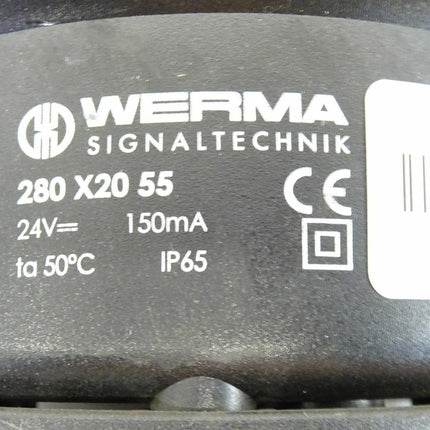 WERMA
SIGNALTECHNIK
280 X20 55
24V⎓ 150mA
ta 50°C IP65
CE